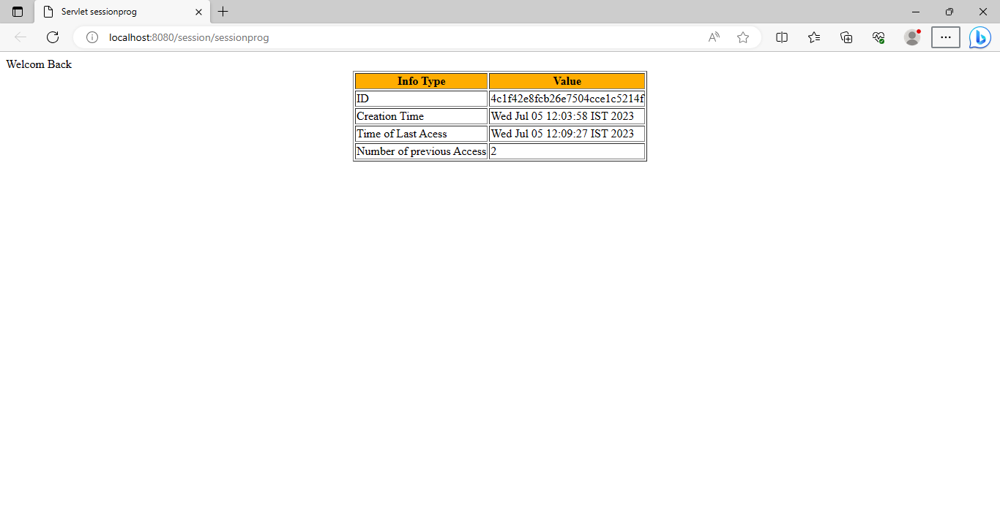 Servlet sessionprog
localhost:8080/session/sessionprog
Welcom Back
Info Type Value
ID 4c1f42e8fcb26e7504cce1c5214f
Creation Time Wed Jul 05 12:03:58 IST 2023
Time of Last Acess Wed Jul 05 12:09:27 IST 2023
Number of previous Access 2